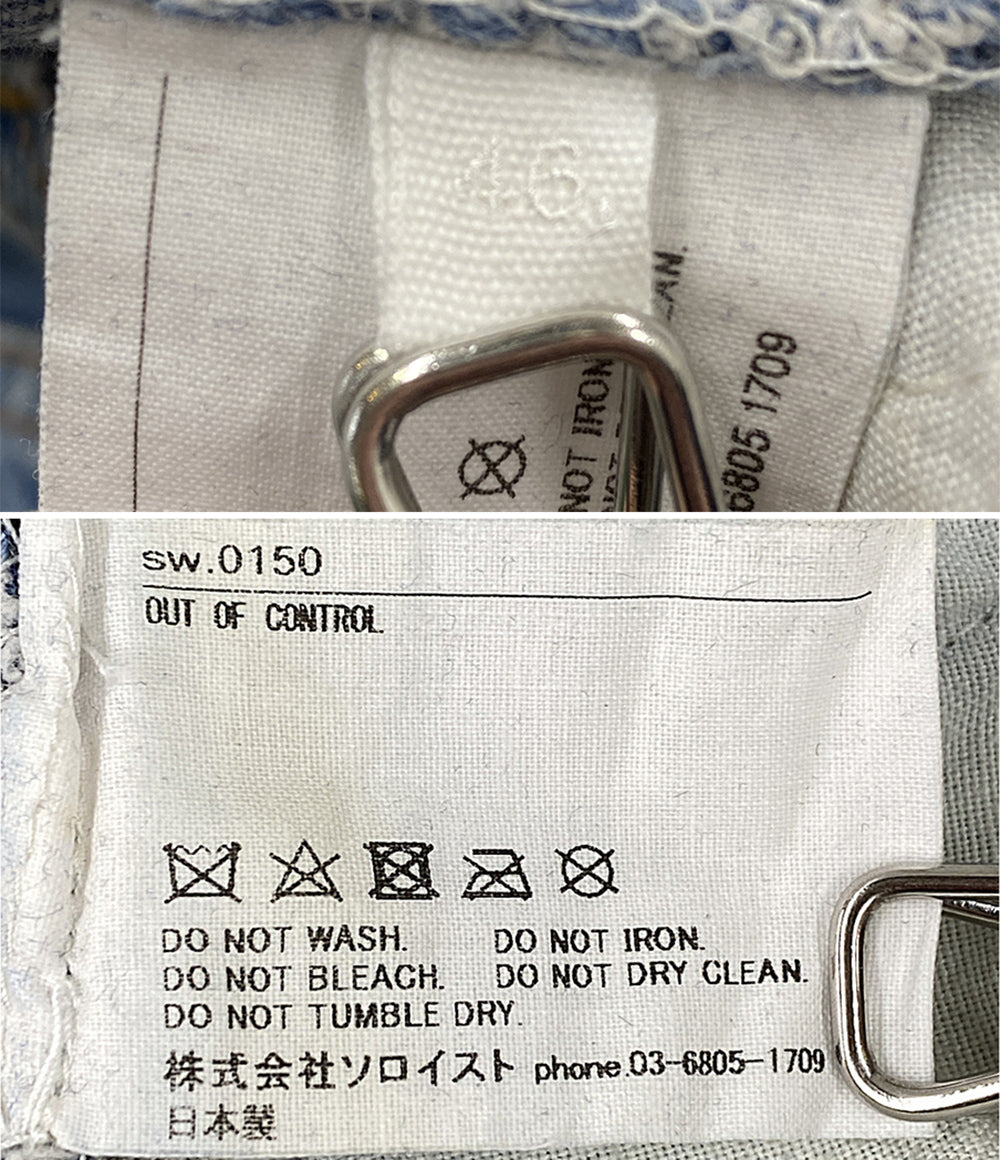 46.
AN.
NOT IRON
6805 1709
sw.0150
OUT OF CONTROL.
DO NOT WASH. DO NOT IRON.
DO NOT BLEACH. DO NOT DRY CLEAN.
DO NOT TUMBLE DRY.
株式会社ソロイスト phone.03-6805-1709
日本製